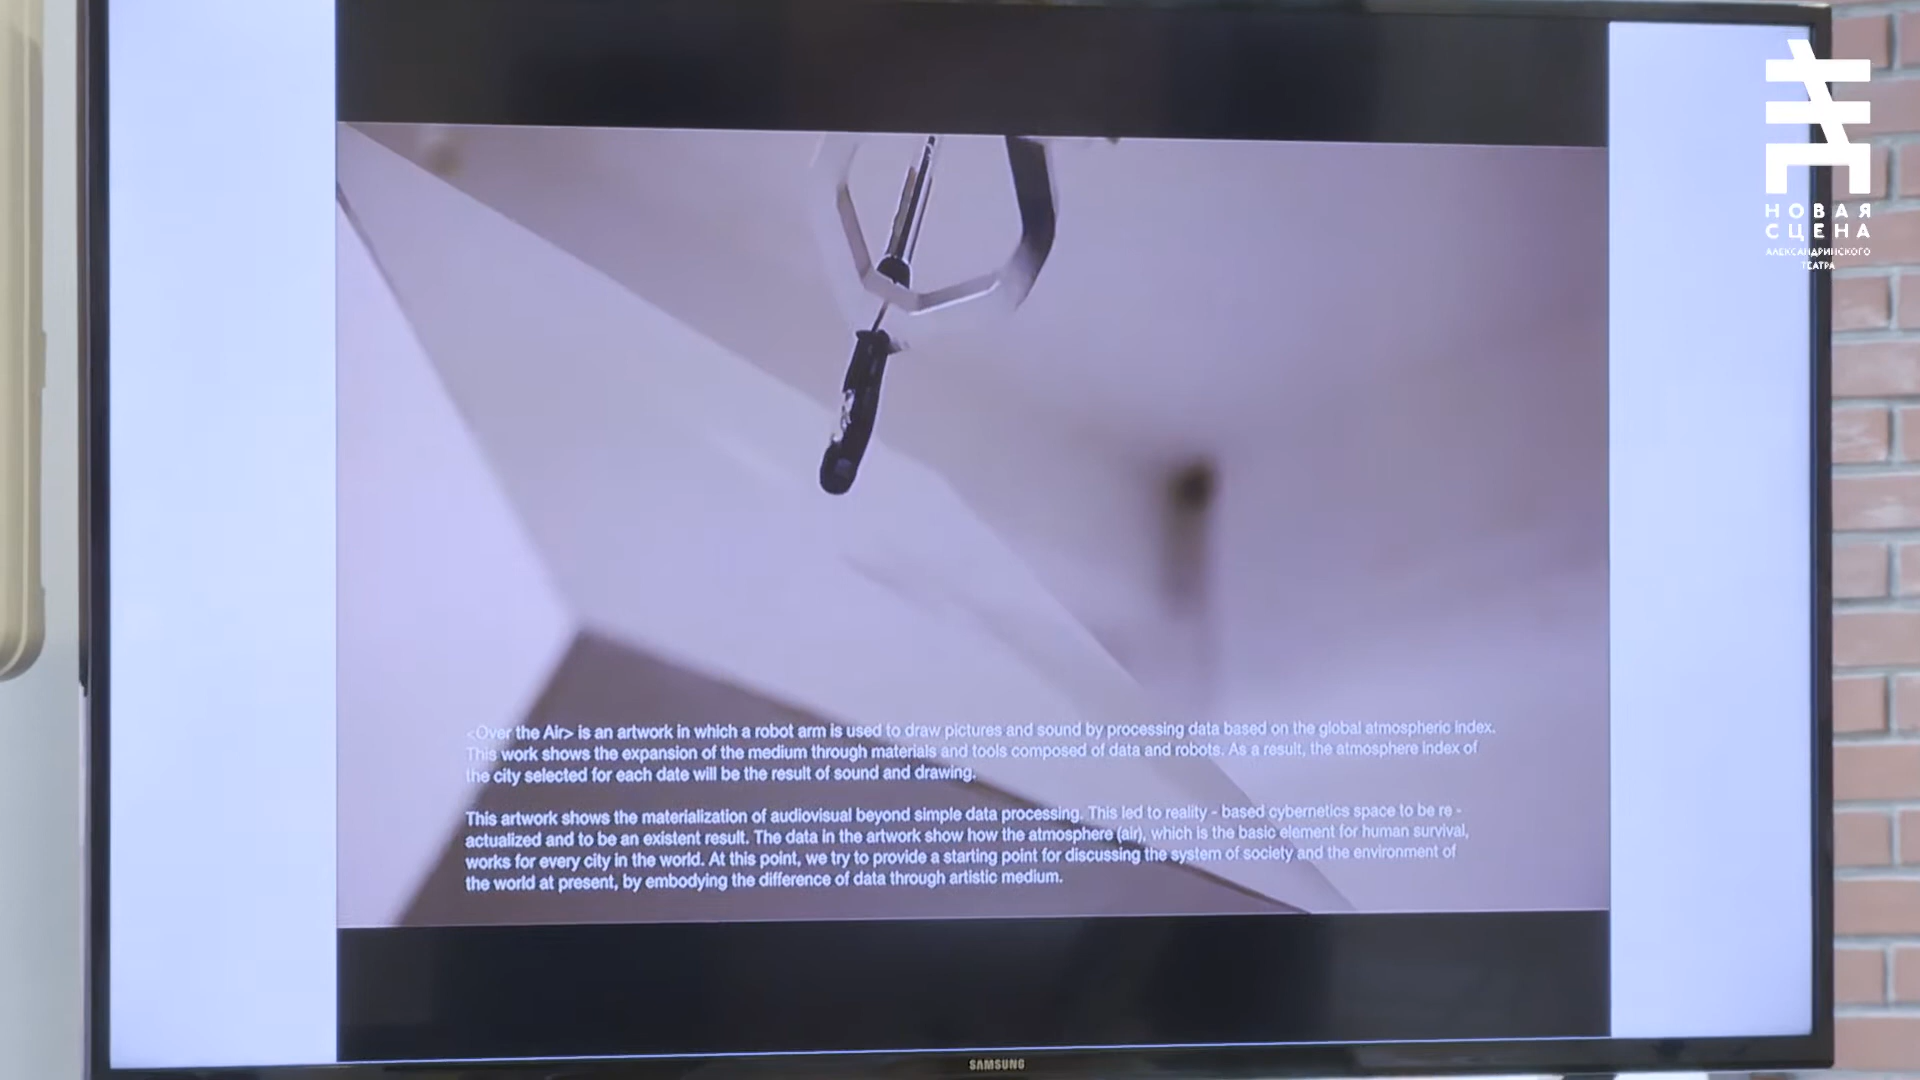 НОВАЯ
СЦЕНА
АЛЕКСАНДРИНСКОГО
ТЕАТРА
<Over the Air> is an artwork in which a robot arm is used to draw pictures and sound by processing data based on the global atmospheric index.
This work shows the expansion of the medium through materials and tools composed of data and robots. As a result, the atmosphere index of
the city selected for each date will be the result of sound and drawing.
This artwork shows the materialization of audiovisual beyond simple data processing. This led to reality - based cybernetics space to be re -
actualized and to be an existent result. The data in the artwork show how the atmosphere (air), which is the basic element for human survival,
works for every city in the world. At this point, we try to provide a starting point for discussing the system of society and the environment of
the world at present, by embodying the difference of data through artistic medium.
SAMSUNG